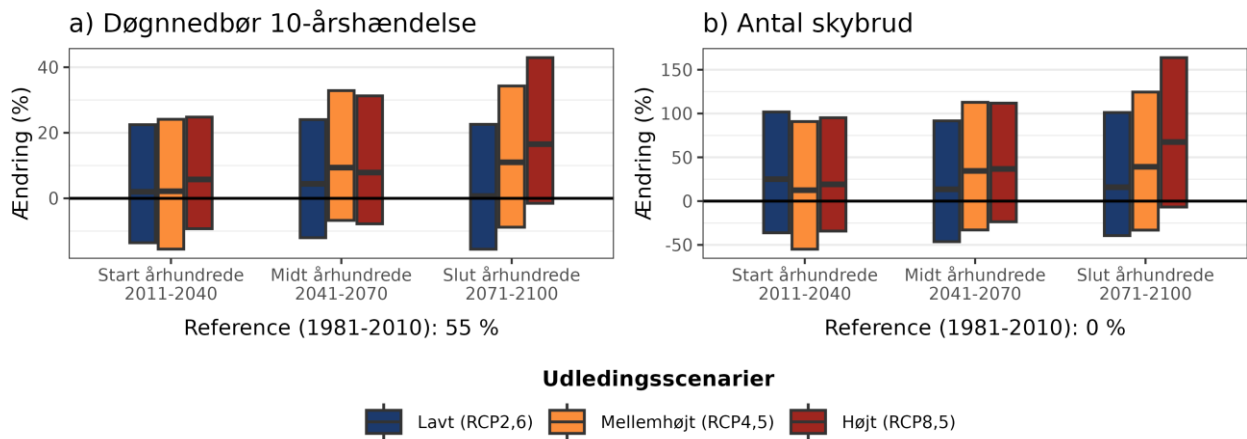 a) Døgnnedbør 10-årshændelse
Ændring (%)
40
20
0
Start århundrede
2011-2040
Midt århundrede
2041-2070
Slut århundrede
2071-2100
Reference (1981-2010): 55 %
b) Antal skybrud
Ændring (%)
150
100
50
0
-50
Start århundrede
2011-2040
Midt århundrede
2041-2070
Slut århundrede
2071-2100
Reference (1981-2010): 0 %
Udledingsscenarier
Lavt (RCP2,6)
Mellemhøjt (RCP4,5)
Højt (RCP8,5)